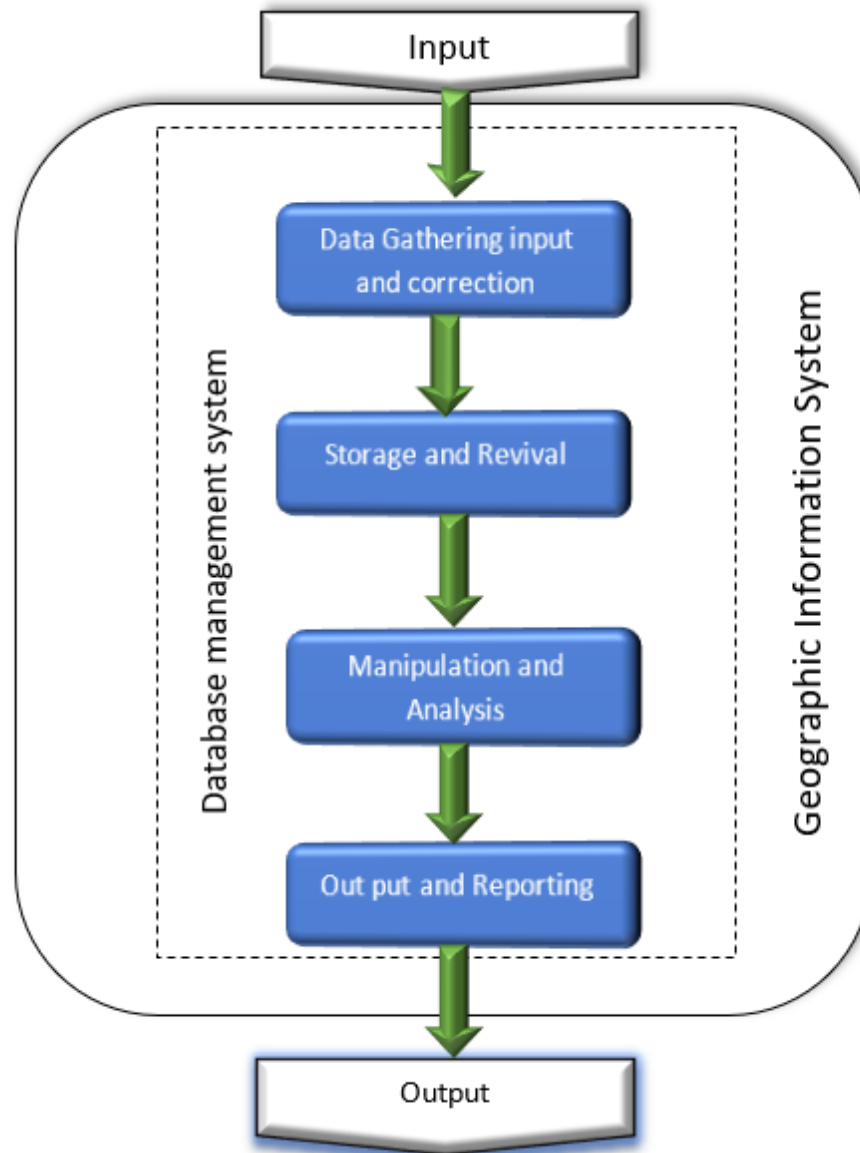 Input
Data Gathering input
and correction
Storage and Revival
Manipulation and
Analysis
Out put and Reporting
Database management system
Geographic Information System
Output